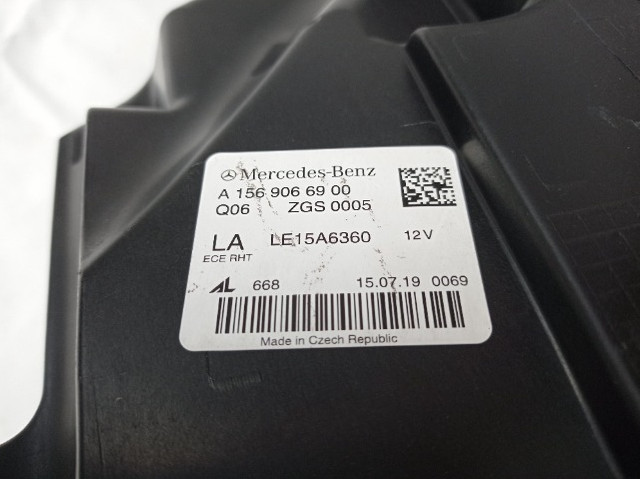 Mercedes-Benz
A 156 906 69 00
Q06 ZGS 0005
LA LE15A6360 12V
ECE RHT
AL 668 15.07.19 0069
Made in Czech Republic